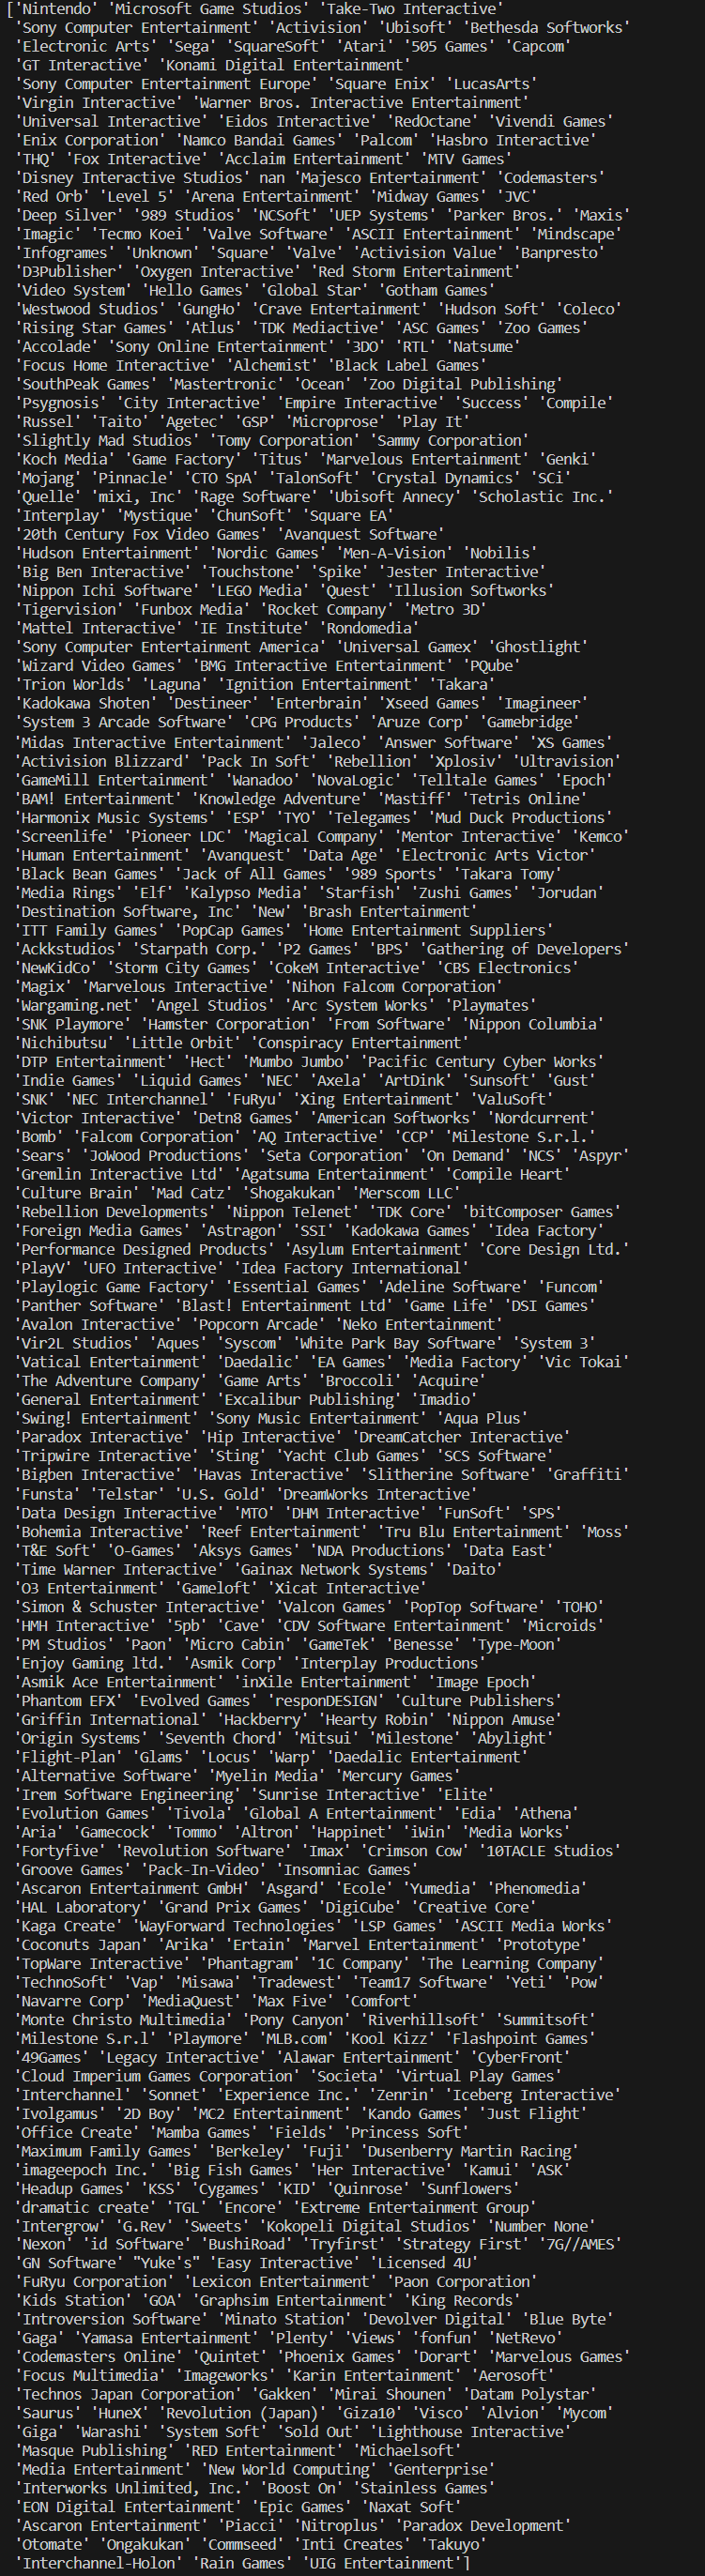 ['Nintendo' 'Microsoft Game Studios' 'Take-Two Interactive'
'Sony Computer Entertainment' 'Activision' 'Ubisoft' 'Bethesda Softworks'
'Electronic Arts' 'Sega' 'SquareSoft' 'Atari' '505 Games' 'Capcom'
'GT Interactive' 'Konami Digital Entertainment'
'Sony Computer Entertainment Europe' 'Square Enix' 'LucasArts'
'Virgin Interactive' 'Warner Bros. Interactive Entertainment'
'Universal Interactive' 'Eidos Interactive' 'RedOctane' 'Vivendi Games'
'Enix Corporation' 'Namco Bandai Games' 'Palcom' 'Hasbro Interactive'
'THQ' 'Fox Interactive' 'Acclaim Entertainment' 'MTV Games'
'Disney Interactive Studios' nan 'Majesco Entertainment' 'Codemasters'
'Red Orb' 'Level 5' 'Arena Entertainment' 'Midway Games' 'JVC'
'Deep Silver' '989 Studios' 'NCSoft' 'UEP Systems' 'Parker Bros.' 'Maxis'
'Imagic' 'Tecmo Koei' 'Valve Software' 'ASCII Entertainment' 'Mindscape'
'Infogrames' 'Unknown' 'Square' 'Valve' 'Activision Value' 'Banpresto'
'D3Publisher' 'Oxygen Interactive' 'Red Storm Entertainment'
'Video System' 'Hello Games' 'Global Star' 'Gotham Games'
'Westwood Studios' 'GungHo' 'Crave Entertainment' 'Hudson Soft' 'Coleco'
'Rising Star Games' 'Atlus' 'TDK Mediactive' 'ASC Games' 'Zoo Games'
'Accolade' 'Sony Online Entertainment' '3DO' 'RTL' 'Natsume'
'Focus Home Interactive' 'Alchemist' 'Black Label Games'
'SouthPeak Games' 'Mastertronic' 'Ocean' 'Zoo Digital Publishing'
'Psygnosis' 'City Interactive' 'Empire Interactive' 'Success' 'Compile'
'Russel' 'Taito' 'Agetec' 'GSP' 'Microprose' 'Play It'
'Slightly Mad Studios' 'Tomy Corporation' 'Sammy Corporation'
'Koch Media' 'Game Factory' 'Titus' 'Marvelous Entertainment' 'Genki'
'Mojang' 'Pinnacle' 'CTO SpA' 'TalonSoft' 'Crystal Dynamics' 'SCi'
'Quelle' 'mixi, Inc' 'Rage Software' 'Ubisoft Annecy' 'Scholastic Inc.'
'Interplay' 'Mystique' 'ChunSoft' 'Square EA'
'20th Century Fox Video Games' 'Avanquest Software'
'Hudson Entertainment' 'Nordic Games' 'Men-A-Vision' 'Nobilis'
'Big Ben Interactive' 'Touchstone' 'Spike' 'Jester Interactive'
'Nippon Ichi Software' 'LEGO Media' 'Quest' 'Illusion Softworks'
'Tigervision' 'Funbox Media' 'Rocket Company' 'Metro 3D'
'Mattel Interactive' 'IE Institute' 'Rondomedia'
'Sony Computer Entertainment America' 'Universal Gamex' 'Ghostlight'
'Wizard Video Games' 'BMG Interactive Entertainment' 'PQube'
'Trion Worlds' 'Laguna' 'Ignition Entertainment' 'Takara'
'Kadokawa Shoten' 'Destineer' 'Enterbrain' 'Xseed Games' 'Imagineer'
'System 3 Arcade Software' 'CPG Products' 'Aruze Corp' 'Gamebridge'
'Midas Interactive Entertainment' 'Jaleco' 'Answer Software' 'XS Games'
'Activision Blizzard' 'Pack In Soft' 'Rebellion' 'Xplosiv' 'Ultravision'
'GameMill Entertainment' 'Wanadoo' 'NovaLogic' 'Telltale Games' 'Epoch'
'BAM! Entertainment' 'Knowledge Adventure' 'Mastiff' 'Tetris Online'
'Harmonix Music Systems' 'ESP' 'TYO' 'Telegames' 'Mud Duck Productions'
'Screenlife' 'Pioneer LDC' 'Magical Company' 'Mentor Interactive' 'Kemco'
'Human Entertainment' 'Avanquest' 'Data Age' 'Electronic Arts Victor'
'Black Bean Games' 'Jack of All Games' '989 Sports' 'Takara Tomy'
'Media Rings' 'Elf' 'Kalypso Media' 'Starfish' 'Zushi Games' 'Jorudan'
'Destination Software, Inc' 'New' 'Brash Entertainment'
'ITT Family Games' 'PopCap Games' 'Home Entertainment Suppliers'
'Ackkstudios' 'Starpath Corp.' 'P2 Games' 'BPS' 'Gathering of Developers'
'NewKidCo' 'Storm City Games' 'CokeM Interactive' 'CBS Electronics'
'Magix' 'Marvelous Interactive' 'Nihon Falcom Corporation'
'Wargaming.net' 'Angel Studios' 'Arc System Works' 'Playmates'
'SNK Playmore' 'Hamster Corporation' 'From Software' 'Nippon Columbia'
'Nichibutsu' 'Little Orbit' 'Conspiracy Entertainment'
'DTP Entertainment' 'Hect' 'Mumbo Jumbo' 'Pacific Century Cyber Works'
'Indie Games' 'Liquid Games' 'NEC' 'Axela' 'ArtDink' 'Sunsoft' 'Gust'
'SNK' 'NEC Interchannel' 'FuRyu' 'Xing Entertainment' 'ValuSoft'
'Victor Interactive' 'Detn8 Games' 'American Softworks' 'Nordcurrent'
'Bomb' 'Falcom Corporation' 'AQ Interactive' 'CCP' 'Milestone S.r.l.'
'Sears' 'JoWood Productions' 'Seta Corporation' 'On Demand' 'NCS' 'Aspyr'
'Gremlin Interactive Ltd' 'Agatsuma Entertainment' 'Compile Heart'
'Culture Brain' 'Mad Catz' 'Shogakukan' 'Merscom LLC'
'Rebellion Developments' 'Nippon Telenet' 'TDK Core' 'bitComposer Games'
'Foreign Media Games' 'Astragon' 'SSI' 'Kadokawa Games' 'Idea Factory'
'Performance Designed Products' 'Asylum Entertainment' 'Core Design Ltd.'
'PlayV' 'UFO Interactive' 'Idea Factory International'
'Playlogic Game Factory' 'Essential Games' 'Adeline Software' 'Funcom'
'Panther Software' 'Blast! Entertainment Ltd' 'Game Life' 'DSI Games'
'Avalon Interactive' 'Popcorn Arcade' 'Neko Entertainment'
'Vir2L Studios' 'Aques' 'Syscom' 'White Park Bay Software' 'System 3'
'Vatical Entertainment' 'Daedalic' 'EA Games' 'Media Factory' 'Vic Tokai'
'The Adventure Company' 'Game Arts' 'Broccoli' 'Acquire'
'General Entertainment' 'Excalibur Publishing' 'Imadio'
'Swing! Entertainment' 'Sony Music Entertainment' 'Aqua Plus'
'Paradox Interactive' 'Hip Interactive' 'DreamCatcher Interactive'
'Tripwire Interactive' 'Sting' 'Yacht Club Games' 'SCS Software'
'Bigben Interactive' 'Havas Interactive' 'Slitherine Software' 'Graffiti'
'Funsta' 'Telstar' 'U.S. Gold' 'DreamWorks Interactive'
'Data Design Interactive' 'MTO' 'DHM Interactive' 'FunSoft' 'SPS'
'Bohemia Interactive' 'Reef Entertainment' 'Tru Blu Entertainment' 'Moss'
'T&E Soft' 'O-Games' 'Aksys Games' 'NDA Productions' 'Data East'
'Time Warner Interactive' 'Gainax Network Systems' 'Daito'
'O3 Entertainment' 'Gameloft' 'Xicat Interactive'
'Simon & Schuster Interactive' 'Valcon Games' 'PopTop Software' 'TOHO'
'HMH Interactive' '5pb' 'Cave' 'CDV Software Entertainment' 'Microids'
'PM Studios' 'Paon' 'Micro Cabin' 'GameTek' 'Benesse' 'Type-Moon'
'Enjoy Gaming ltd.' 'Asmik Corp' 'Interplay Productions'
'Asmik Ace Entertainment' 'inXile Entertainment' 'Image Epoch'
'Phantom EFX' 'Evolved Games' 'responDESIGN' 'Culture Publishers'
'Griffin International' 'Hackberry' 'Hearty Robin' 'Nippon Amuse'
'Origin Systems' 'Seventh Chord' 'Mitsui' 'Milestone' 'Abylight'
'Flight-Plan' 'Glams' 'Locus' 'Warp' 'Daedalic Entertainment'
'Alternative Software' 'Myelin Media' 'Mercury Games'
'Irem Software Engineering' 'Sunrise Interactive' 'Elite'
'Evolution Games' 'Tivola' 'Global A Entertainment' 'Edia' 'Athena'
'Aria' 'Gamecock' 'Tommo' 'Altron' 'Happinet' 'iWin' 'Media Works'
'Fortyfive' 'Revolution Software' 'Imax' 'Crimson Cow' '10TACLE Studios'
'Groove Games' 'Pack-In-Video' 'Insomniac Games'
'Ascaron Entertainment GmbH' 'Asgard' 'Ecole' 'Yumedia' 'Phenomedia'
'HAL Laboratory' 'Grand Prix Games' 'DigiCube' 'Creative Core'
'Kaga Create' 'WayForward Technologies' 'LSP Games' 'ASCII Media Works'
'Coconuts Japan' 'Arika' 'Ertain' 'Marvel Entertainment' 'Prototype'
'TopWare Interactive' 'Phantagram' '1C Company' 'The Learning Company'
'TechnoSoft' 'Vap' 'Misawa' 'Tradewest' 'Team17 Software' 'Yeti' 'Pow'
'Navarre Corp' 'MediaQuest' 'Max Five' 'Comfort'
'Monte Christo Multimedia' 'Pony Canyon' 'Riverhillsoft' 'Summitsoft'
'Milestone S.r.l' 'Playmore' 'MLB.com' 'Kool Kizz' 'Flashpoint Games'
'49Games' 'Legacy Interactive' 'Alawar Entertainment' 'CyberFront'
'Cloud Imperium Games Corporation' 'Societa' 'Virtual Play Games'
'Interchannel' 'Sonnet' 'Experience Inc.' 'Zenrin' 'Iceberg Interactive'
'Ivolgamus' '2D Boy' 'MC2 Entertainment' 'Kando Games' 'Just Flight'
'Office Create' 'Mamba Games' 'Fields' 'Princess Soft'
'Maximum Family Games' 'Berkeley' 'Fuji' 'Dusenberry Martin Racing'
'imageepoch Inc.' 'Big Fish Games' 'Her Interactive' 'Kamui' 'ASK'
'Headup Games' 'KSS' 'Cygames' 'KID' 'Quinrose' 'Sunflowers'
'dramatic create' 'TGL' 'Encore' 'Extreme Entertainment Group'
'Intergrow' 'G.Rev' 'Sweets' 'Kokopeli Digital Studios' 'Number None'
'Nexon' 'id Software' 'BushiRoad' 'Tryfirst' 'Strategy First' '7G//AMES'
'GN Software' "Yuke's" 'Easy Interactive' 'Licensed 4U'
'FuRyu Corporation' 'Lexicon Entertainment' 'Paon Corporation'
'Kids Station' 'GOA' 'Graphsim Entertainment' 'King Records'
'Introversion Software' 'Minato Station' 'Devolver Digital' 'Blue Byte'
'Gaga' 'Yamasa Entertainment' 'Plenty' 'Views' 'fonfun' 'NetRevo'
'Codemasters Online' 'Quintet' 'Phoenix Games' 'Dorart' 'Marvelous Games'
'Focus Multimedia' 'Imageworks' 'Karin Entertainment' 'Aerosoft'
'Technos Japan Corporation' 'Gakken' 'Mirai Shounen' 'Datam Polystar'
'Saurus' 'HuneX' 'Revolution (Japan)' 'Giza10' 'Visco' 'Alvion' 'Mycom'
'Giga' 'Warashi' 'System Soft' 'Sold Out' 'Lighthouse Interactive'
'Masque Publishing' 'RED Entertainment' 'Michaelsoft'
'Media Entertainment' 'New World Computing' 'Genterprise'
'Interworks Unlimited, Inc.' 'Boost On' 'Stainless Games'
'EON Digital Entertainment' 'Epic Games' 'Naxat Soft'
'Ascaron Entertainment' 'Piacci' 'Nitroplus' 'Paradox Development'
'Otomate' 'Ongakukan' 'Commseed' 'Inti Creates' 'Takuyo'
'Interchannel-Holon' 'Rain Games' 'UIG Entertainment']